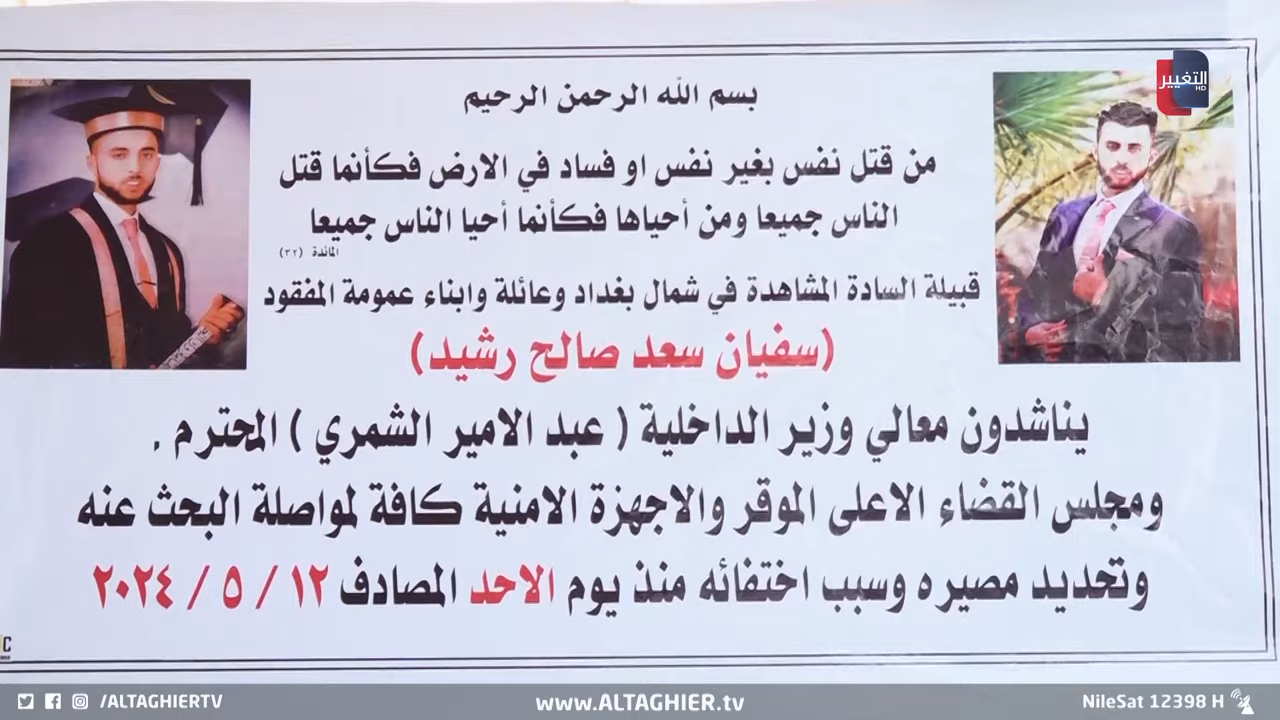 التغيير HD
بسم الله الرحمن الرحيم
من قتل نفس بغير نفس او فساد في الارض فكأنما قتل
الناس جميعا ومن أحياها فكأنما أحيا الناس جميعا
المائدة (٣٢)
قبيلة السادة المشاهدة في شمال بغداد وعائلة وابناء عمومة المفقود
(سفيان سعد صالح رشيد)
يناشدون معالي وزير الداخلية ( عبد الامير الشمري ) المحترم .
ومجلس القضاء الاعلى الموقر والاجهزة الامنية كافة لمواصلة البحث عنه
وتحديد مصيره وسبب اختفائه منذ يوم الاحد المصادف ١٢ / ٥ / ٢٠٢٤
/ALTAGHIERTV www.ALTAGHIER.tv NileSat 12398 H